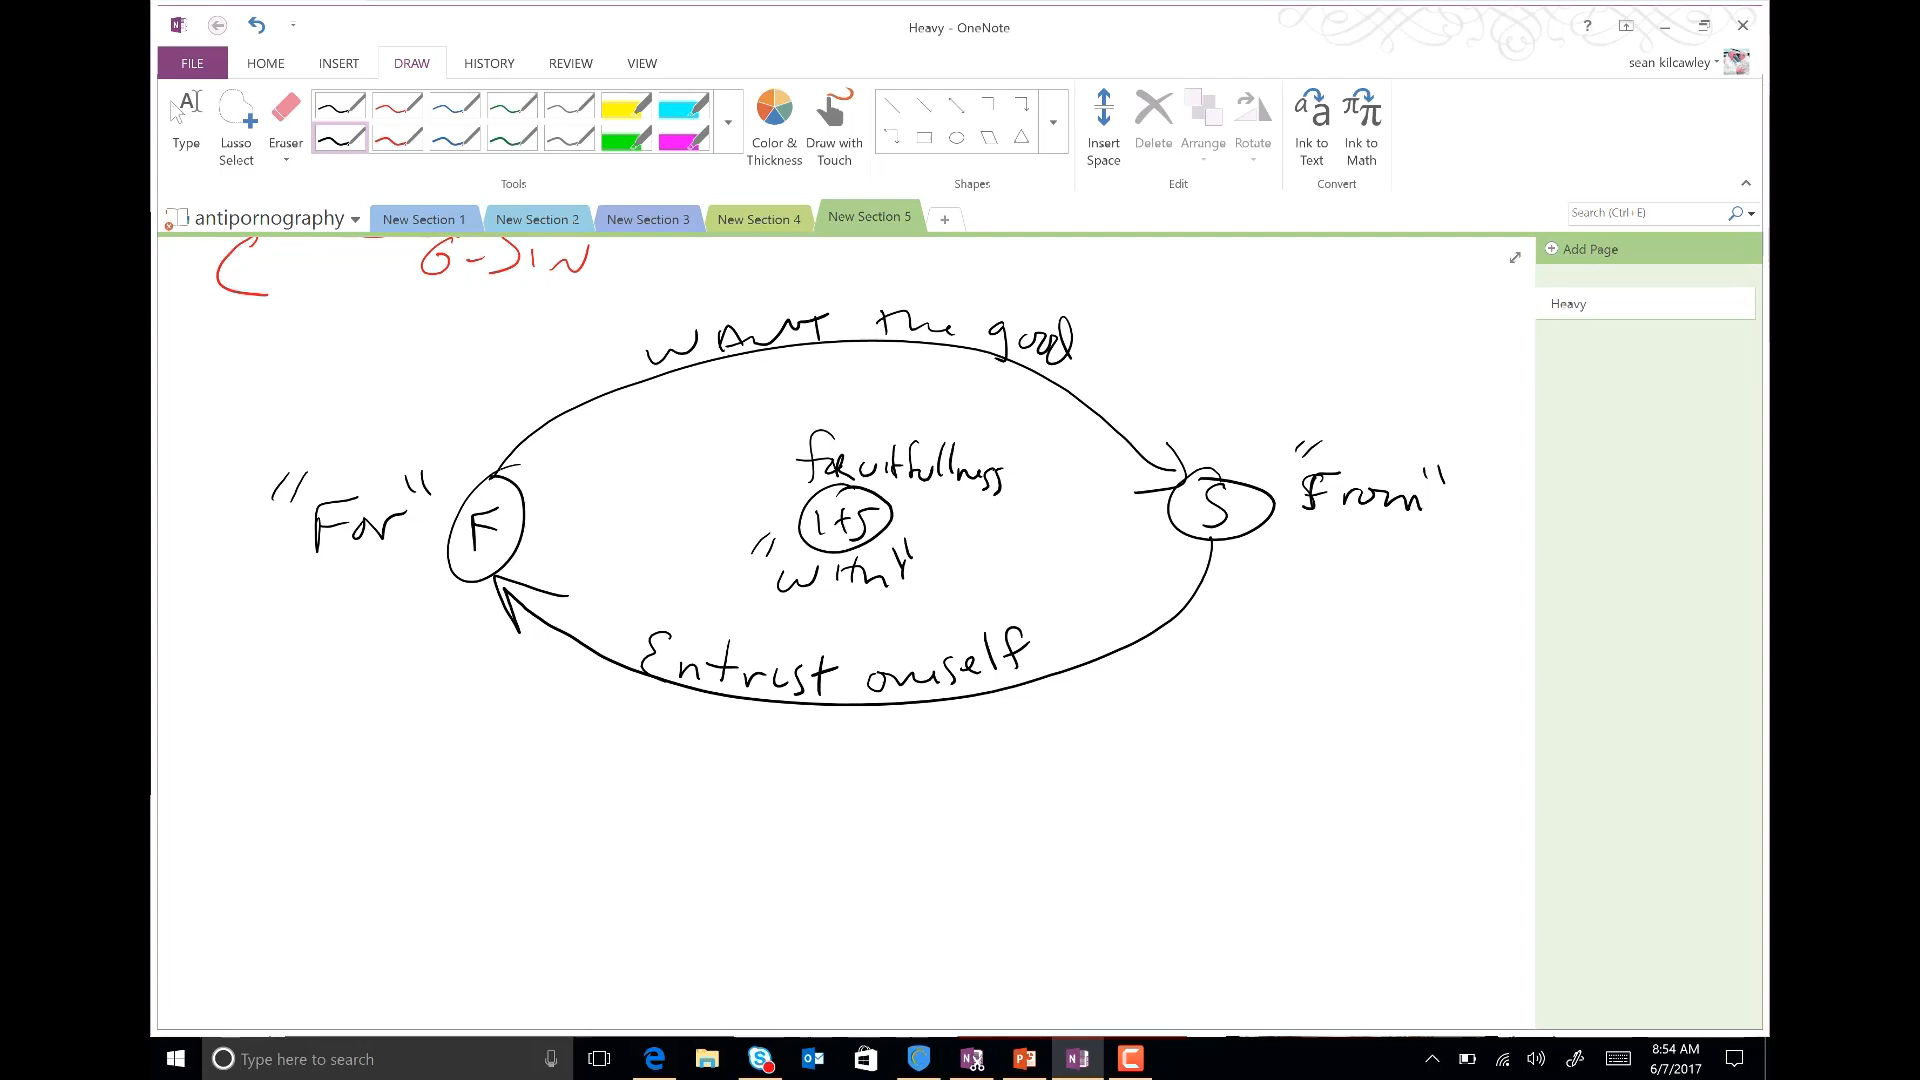 Heavy - OneNote
?
FILE HOME INSERT DRAW HISTORY REVIEW VIEW
sean kilcawley
Type
Lasso Select
Eraser
Color & Thickness
Draw with Touch
Insert Space
Delete
Arrange
Rotate
Ink to Text
Ink to Math
Tools
Shapes
Edit
Convert
antipornography
New Section 1
New Section 2
New Section 3
New Section 4
New Section 5
Search (Ctrl+E)
Add Page
Heavy
WANT the good
fruitfullness
"For"
F
S
"From"
"with"
Entrust oneself
Type here to search
8:54 AM
6/7/2017